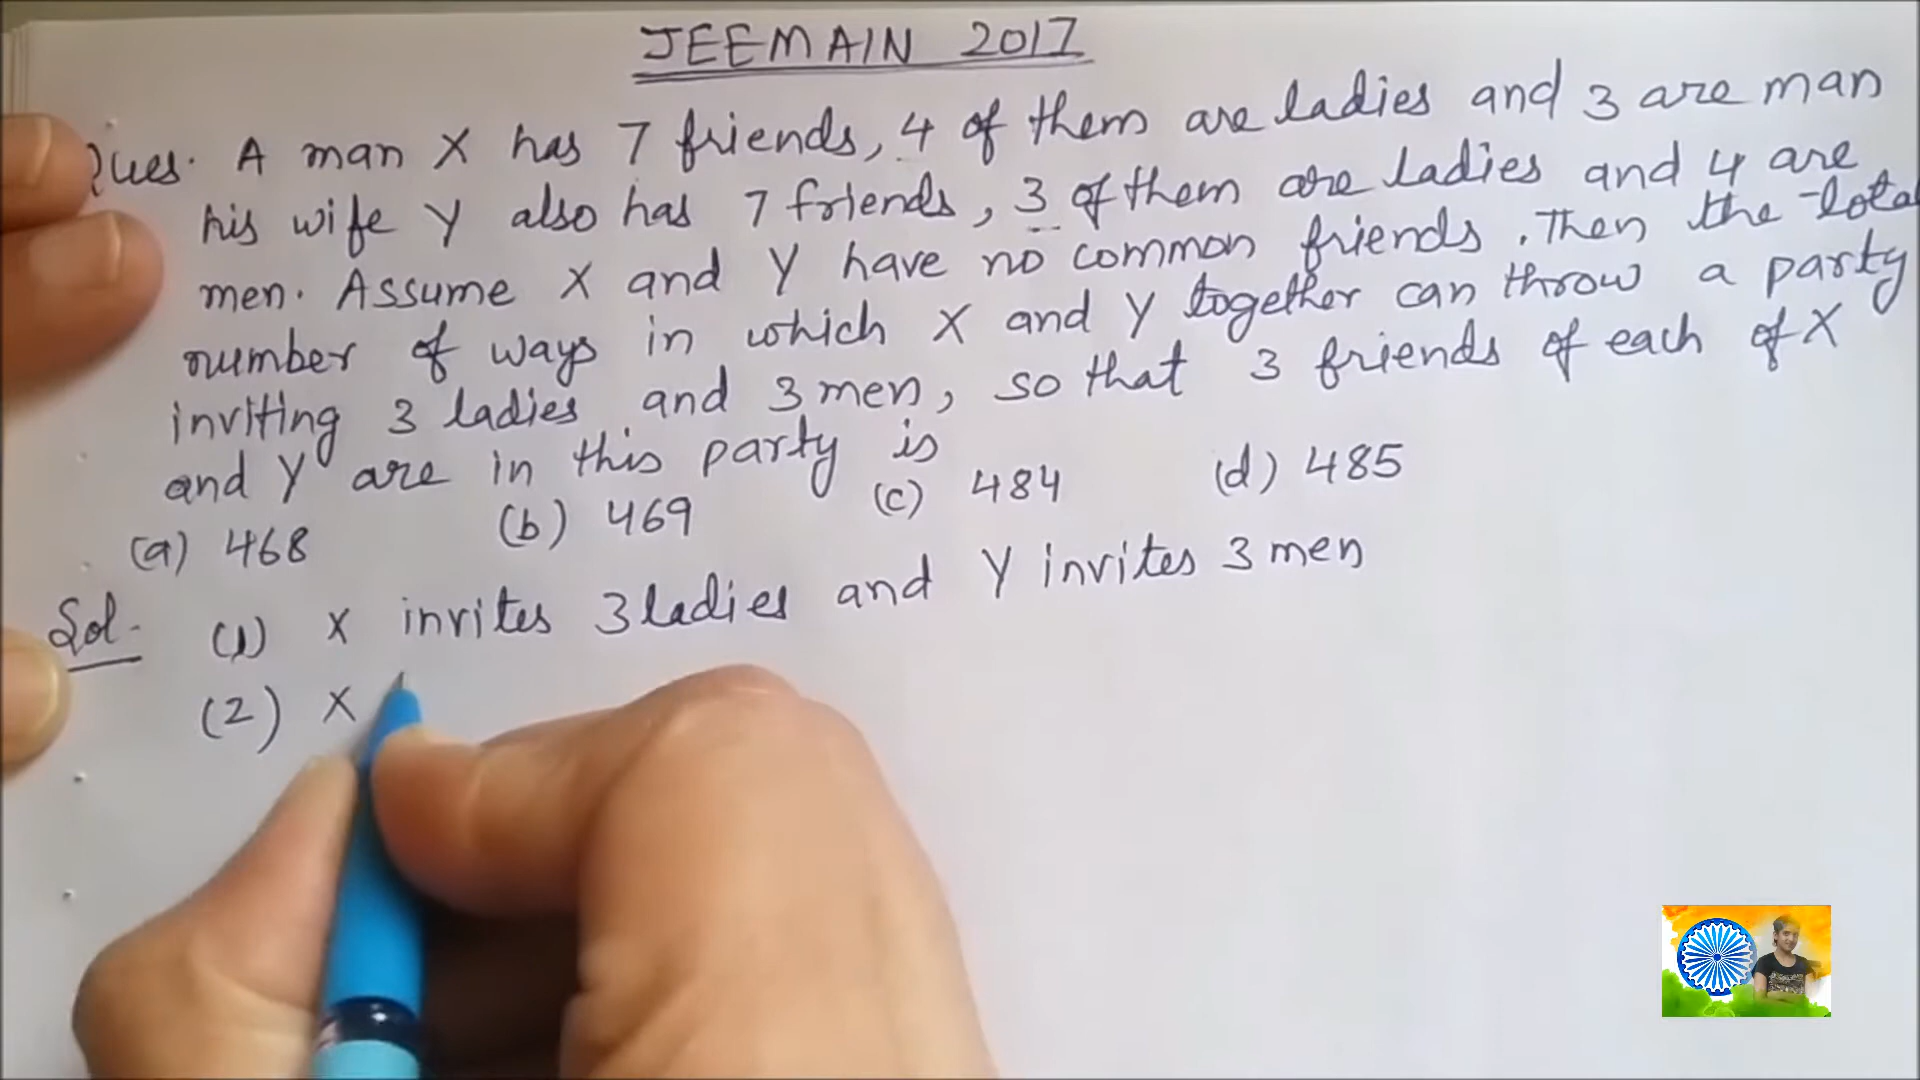 JEEMAIN 2017
Ques. A man X has 7 friends, 4 of them are ladies and 3 are man
his wife Y also has 7 friends, 3 of them are ladies and 4 are
men. Assume X and Y have no common friends. Then the total
number of ways in which X and Y together can throw a party
inviting 3 ladies and 3 men, so that 3 friends of each of X
and Y are in this party is
(a) 468 (b) 469 (c) 484 (d) 485
Sol. (1) X invites 3 ladies and Y invites 3 men
(2) X